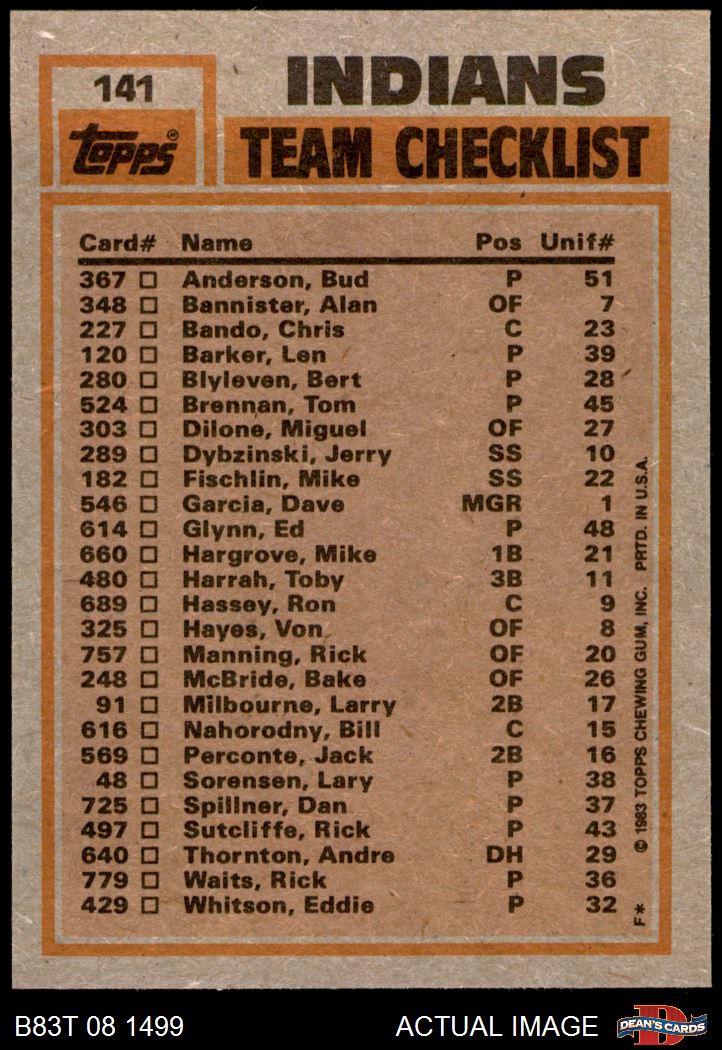 141
INDIANS
Topps®
TEAM CHECKLIST
Card# Name Pos Unif#
367 Anderson, Bud P 51
348 Bannister, Alan OF 7
227 Bando, Chris C 23
120 Barker, Len P 39
280 Blyleven, Bert P 28
524 Brennan, Tom P 45
303 Dilone, Miguel OF 27
289 Dybzinski, Jerry SS 10
182 Fischlin, Mike SS 22
546 Garcia, Dave MGR 1
614 Glynn, Ed P 48
660 Hargrove, Mike 1B 21
480 Harrah, Toby 3B 11
689 Hassey, Ron C 9
325 Hayes, Von OF 8
757 Manning, Rick OF 20
248 McBride, Bake OF 26
91 Milbourne, Larry 2B 17
616 Nahorodny, Bill C 15
569 Perconte, Jack 2B 16
48 Sorensen, Lary P 38
725 Spillner, Dan P 37
497 Sutcliffe, Rick P 43
640 Thornton, Andre DH 29
779 Waits, Rick P 36
429 Whitson, Eddie P 32
F* © 1983 TOPPS CHEWING GUM, INC. PRTD. IN U.S.A.
B83T 08 1499 ACTUAL IMAGE
D
DEAN'S CARDS